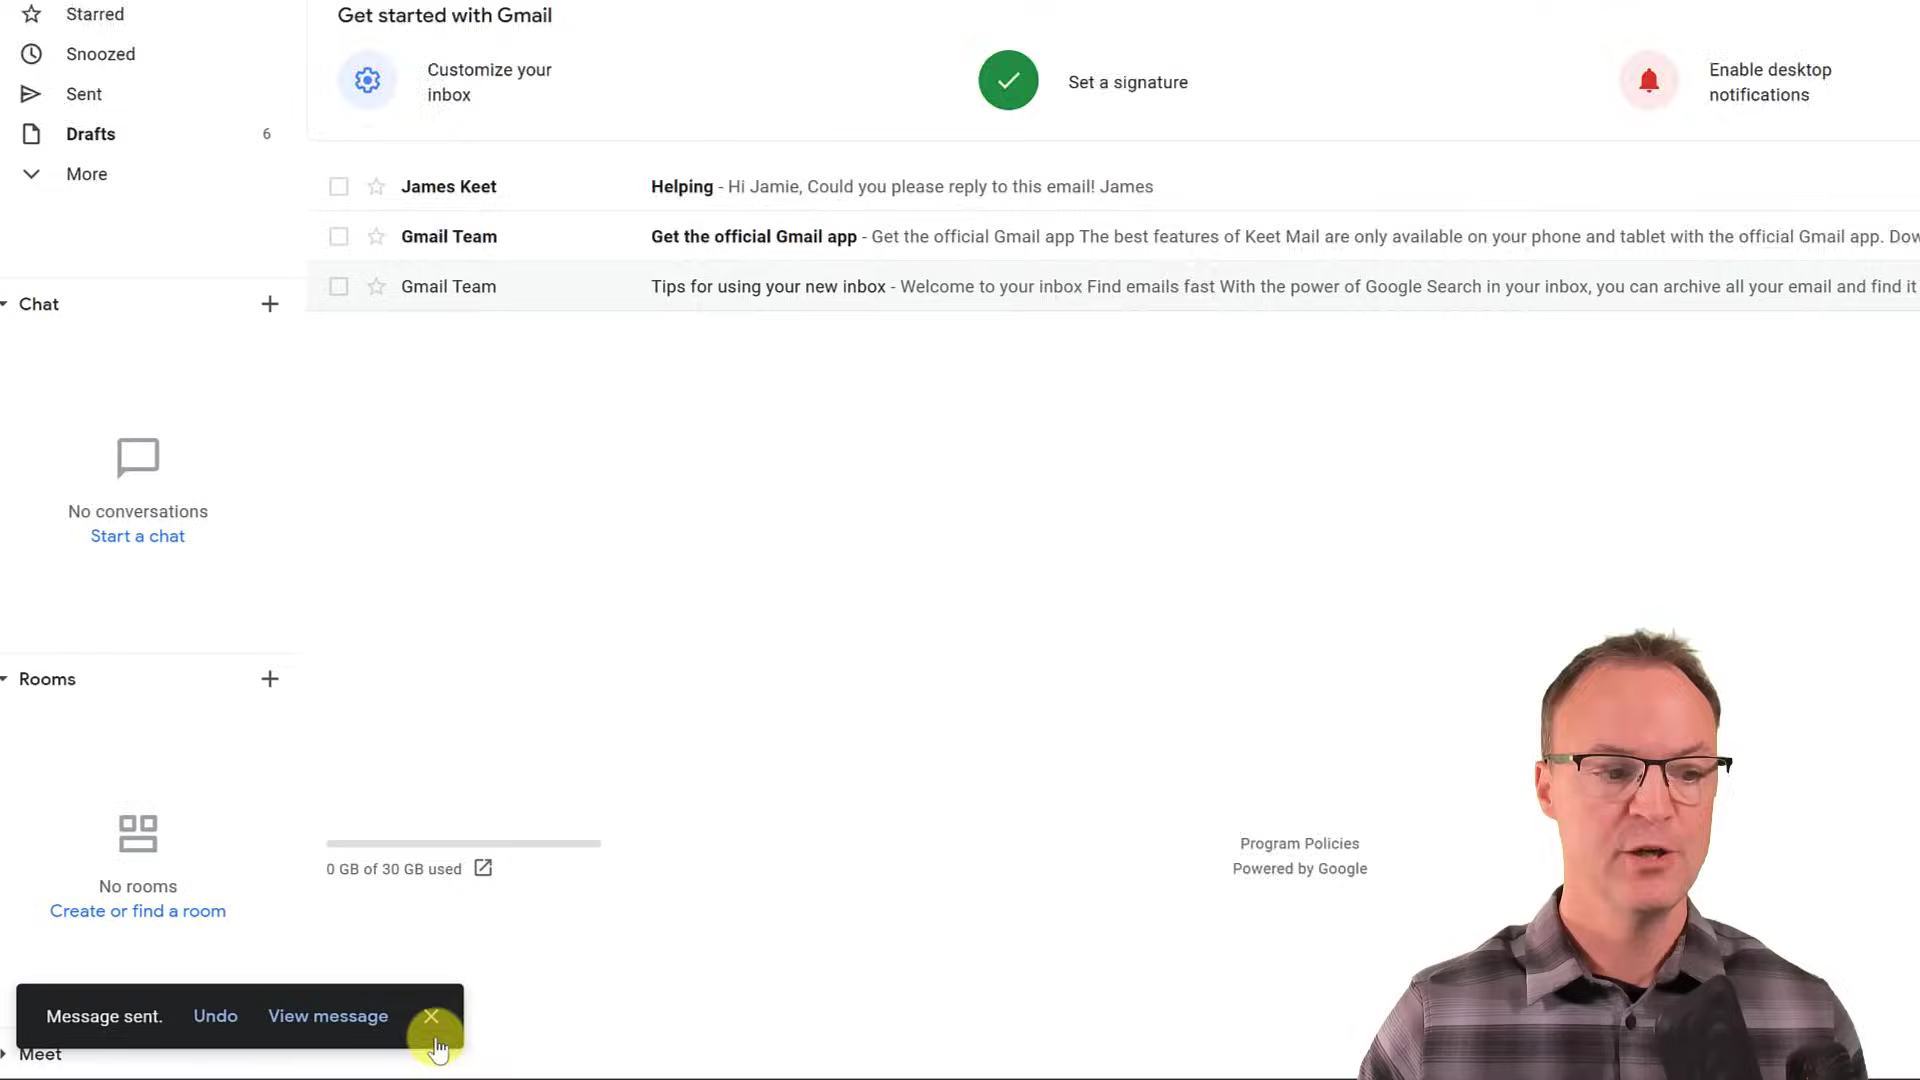 Starred
Snoozed
Sent
Drafts 6
More
Get started with Gmail
Customize your
inbox
Set a signature
Enable desktop
notifications
James Keet Helping - Hi Jamie, Could you please reply to this email! James
Gmail Team Get the official Gmail app - Get the official Gmail app The best features of Keet Mail are only available on your phone and tablet with the official Gmail app. Dow
Gmail Team Tips for using your new inbox - Welcome to your inbox Find emails fast With the power of Google Search in your inbox, you can archive all your email and find it
Chat
No conversations
Start a chat
Rooms
No rooms
Create or find a room
0 GB of 30 GB used
Program Policies
Powered by Google
Message sent. Undo View message
Meet